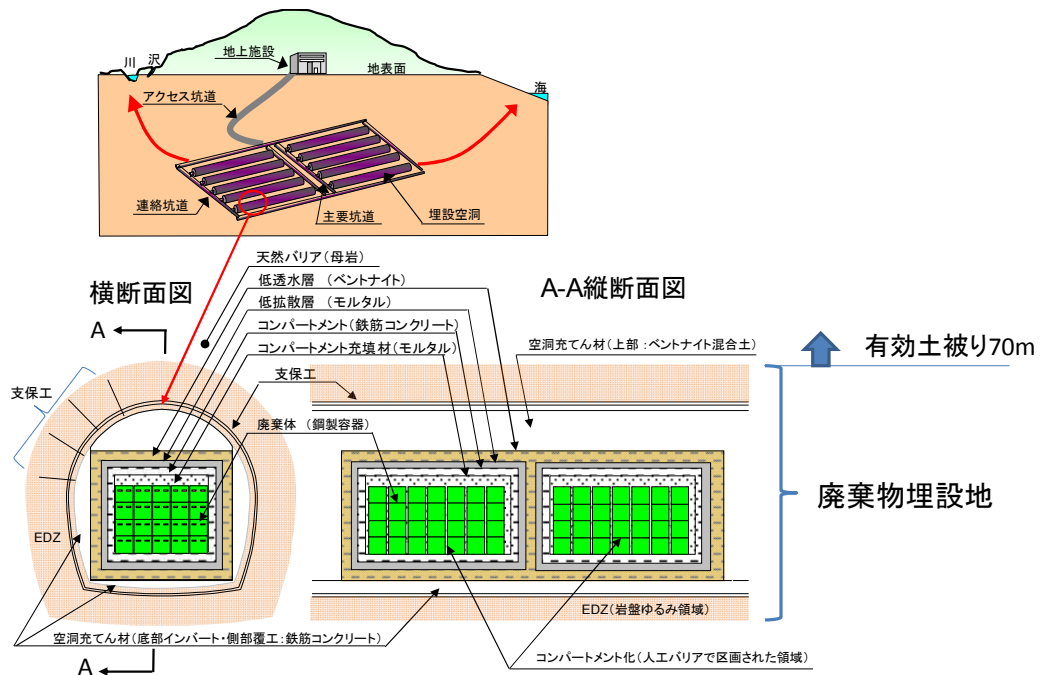 川
沢
地上施設
地表面
海
アクセス坑道
連絡坑道
主要坑道
埋設空洞
天然バリア(母岩)
横断面図
低透水層 (ベントナイト)
A-A縦断面図
低拡散層 (モルタル)
A
コンパートメント(鉄筋コンクリート)
空洞充てん材(上部:ベントナイト混合土)
有効土被り70m
コンパートメント充填材(モルタル)
支保工
支保工
廃棄体 (鋼製容器)
廃棄物埋設地
EDZ
EDZ(岩盤ゆるみ領域)
空洞充てん材(底部インバート・側部覆工:鉄筋コンクリート)
コンパートメント化(人工バリアで区画された領域)
A